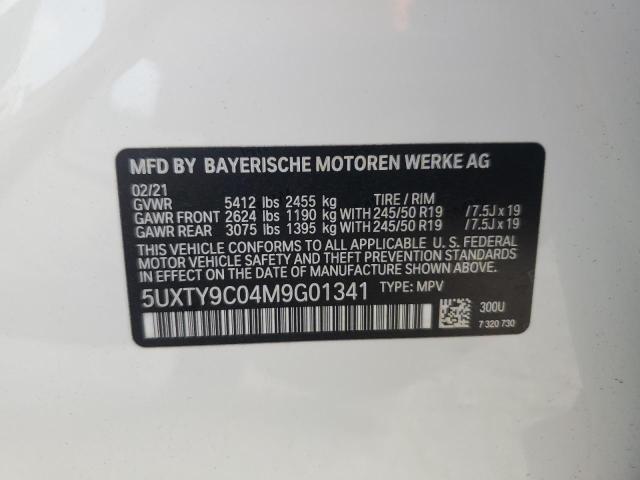 MFD BY BAYERISCHE MOTOREN WERKE AG
02/21
GVWR 5412 lbs 2455 kg TIRE / RIM
GAWR FRONT 2624 lbs 1190 kg WITH 245/50 R19 /7.5J x 19
GAWR REAR 3075 lbs 1395 kg WITH 245/50 R19 /7.5J x 19
THIS VEHICLE CONFORMS TO ALL APPLICABLE U. S. FEDERAL
MOTOR VEHICLE SAFETY AND THEFT PREVENTION STANDARDS
IN EFFECT ON THE DATE OF MANUFACTURE SHOWN ABOVE.
5UXTY9C04M9G01341 TYPE: MPV
300U
7 320 730